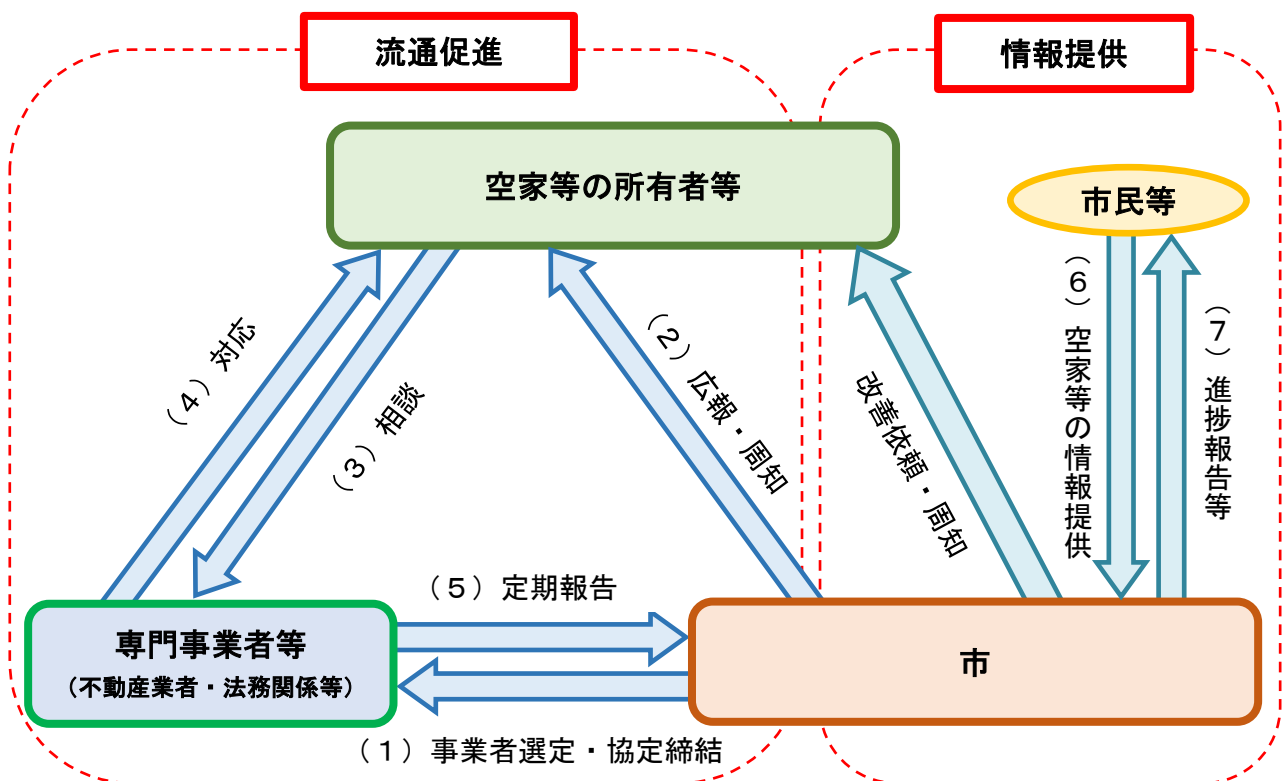 流通促進
情報提供
空家等の所有者等
市民等
（４）対応
（３）相談
（２）広報・周知
改善依頼・周知
（６）空家等の情報提供
（７）進捗報告等
（５）定期報告
専門事業者等
（不動産業者・法務関係等）
市
（１）事業者選定・協定締結